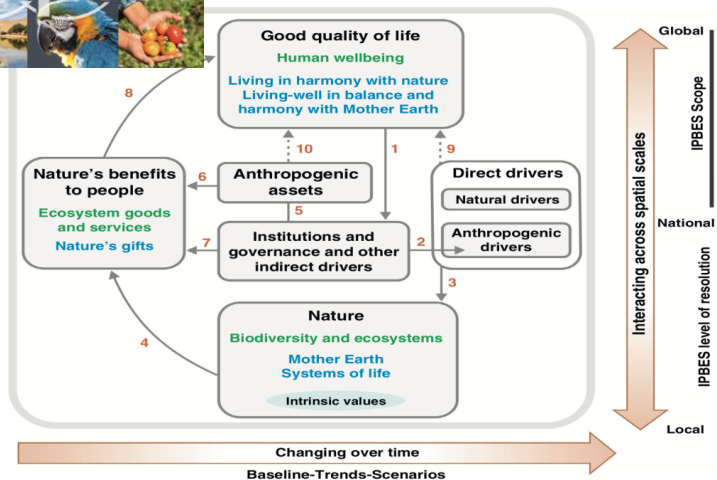 Good quality of life
Human wellbeing
Living in harmony with nature
Living-well in balance and
harmony with Mother Earth
8
10
1
9
Nature's benefits
to people
Ecosystem goods
and services
Nature's gifts
6
Anthropogenic
assets
5
7
Institutions and
governance and other
indirect drivers
2
Direct drivers
Natural drivers
Anthropogenic
drivers
3
4
Nature
Biodiversity and ecosystems
Mother Earth
Systems of life
Intrinsic values
Changing over time
Baseline-Trends-Scenarios
Interacting across spatial scales
Global
IPBES Scope
National
IPBES level of resolution
Local